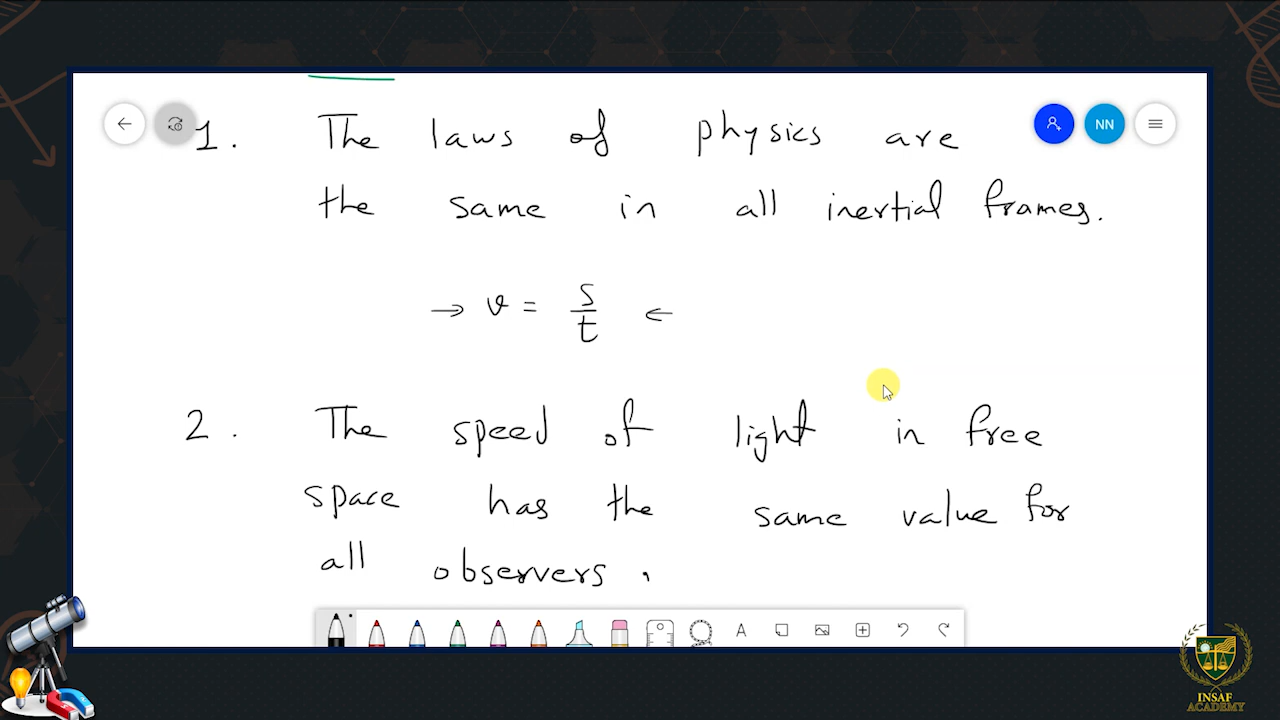 NN
1. The laws of physics are
the same in all inertial frames.
→ v = s/t ←
2. The speed of light in free
space has the same value for
all observers.
A
INSAF
ACADEMY